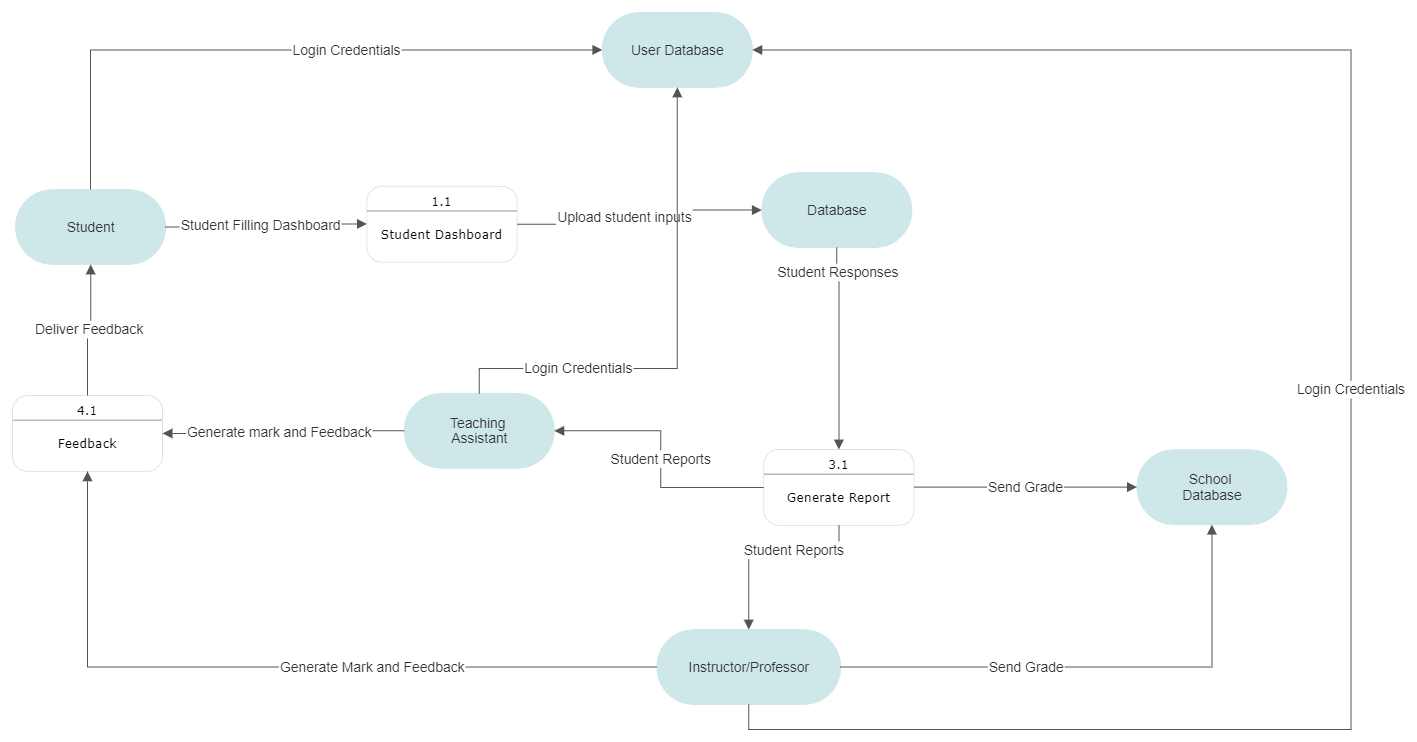 Login Credentials
User Database
1.1
Student
Student Filling Dashboard
Student Dashboard
Upload student inputs
Database
Student Responses
Deliver Feedback
Login Credentials
Login Credentials
4.1
Feedback
Generate mark and Feedback
Teaching
Assistant
Student Reports
3.1
Generate Report
Send Grade
School
Database
Student Reports
Generate Mark and Feedback
Instructor/Professor
Send Grade